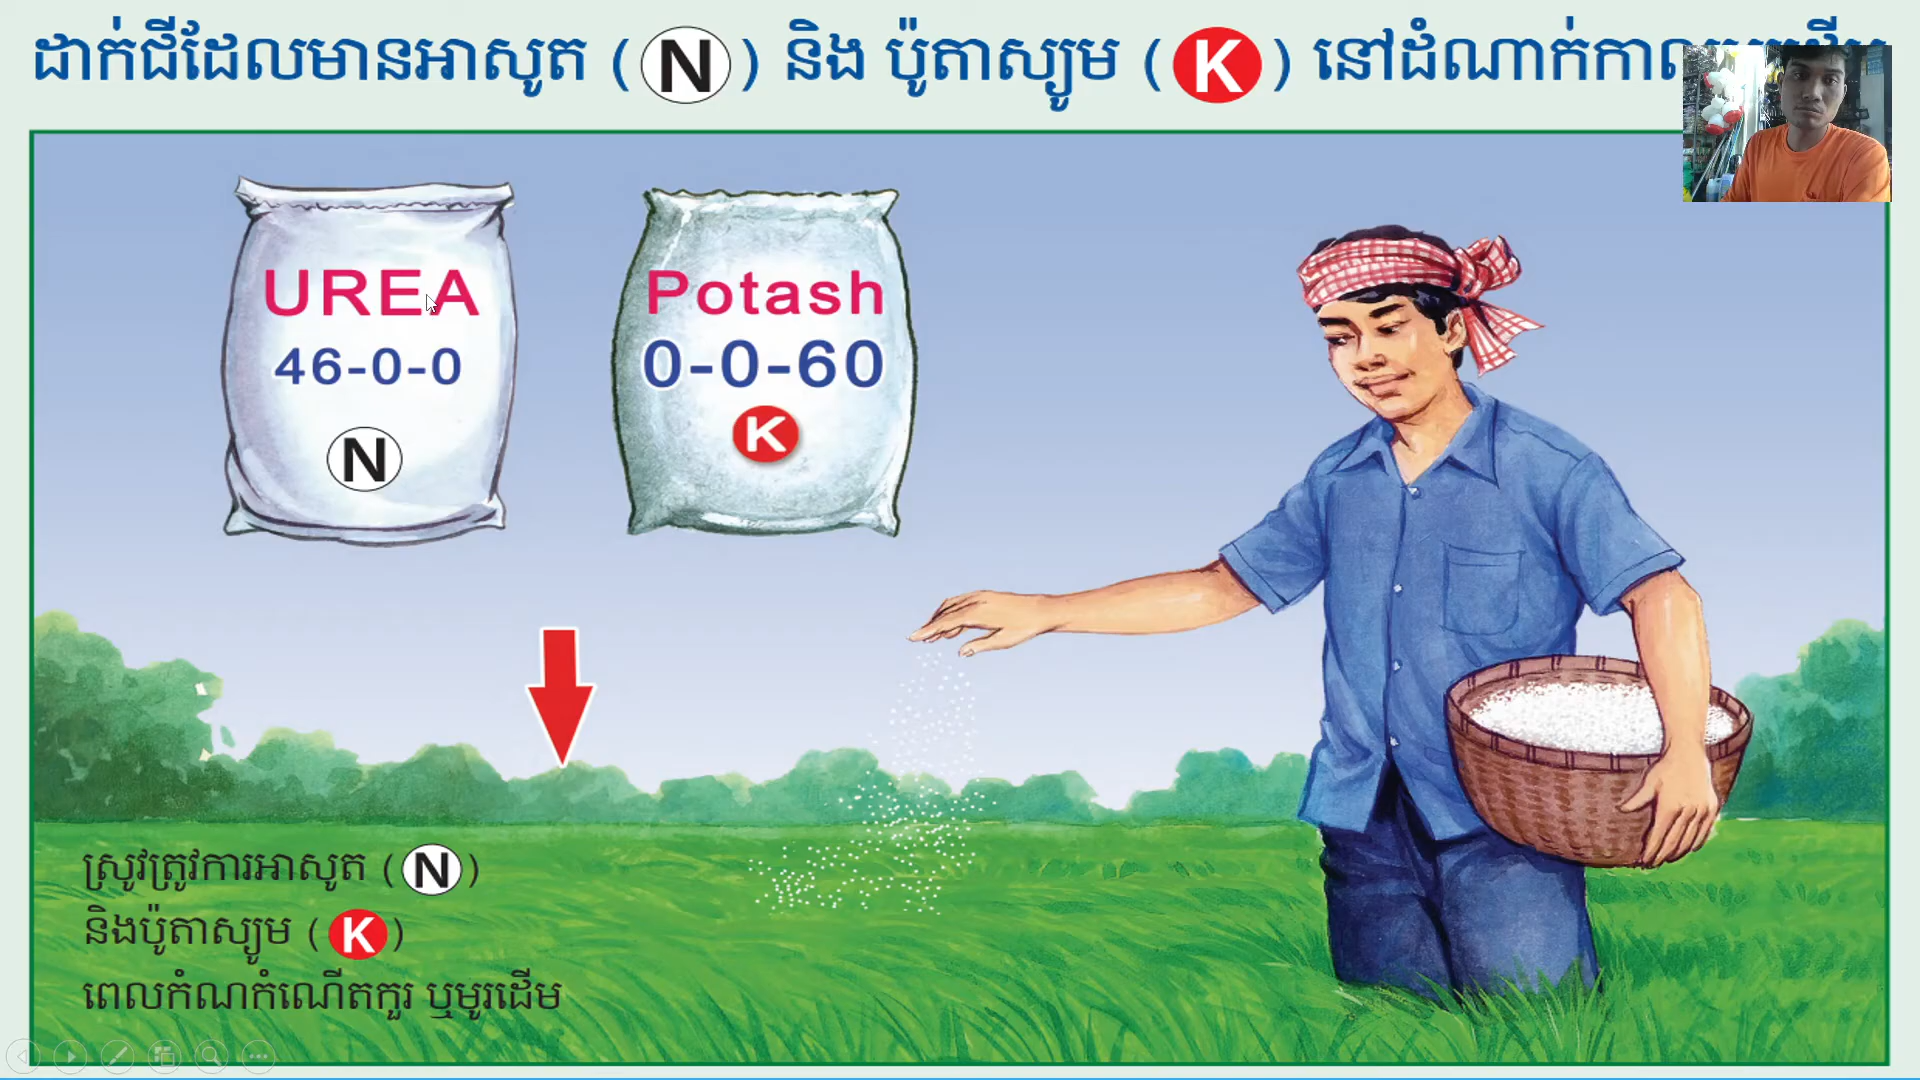 ដាក់ជីដែលមានអាសូត (N) និង ប៉ូតាស្យូម (K) នៅដំណាក់កាល
UREA
46-0-0
N
Potash
0-0-60
K
ស្រូវត្រូវការអាសូត (N)
និងប៉ូតាស្យូម (K)
ពេលកំណកំណើតកួរ ឬមូរដើម